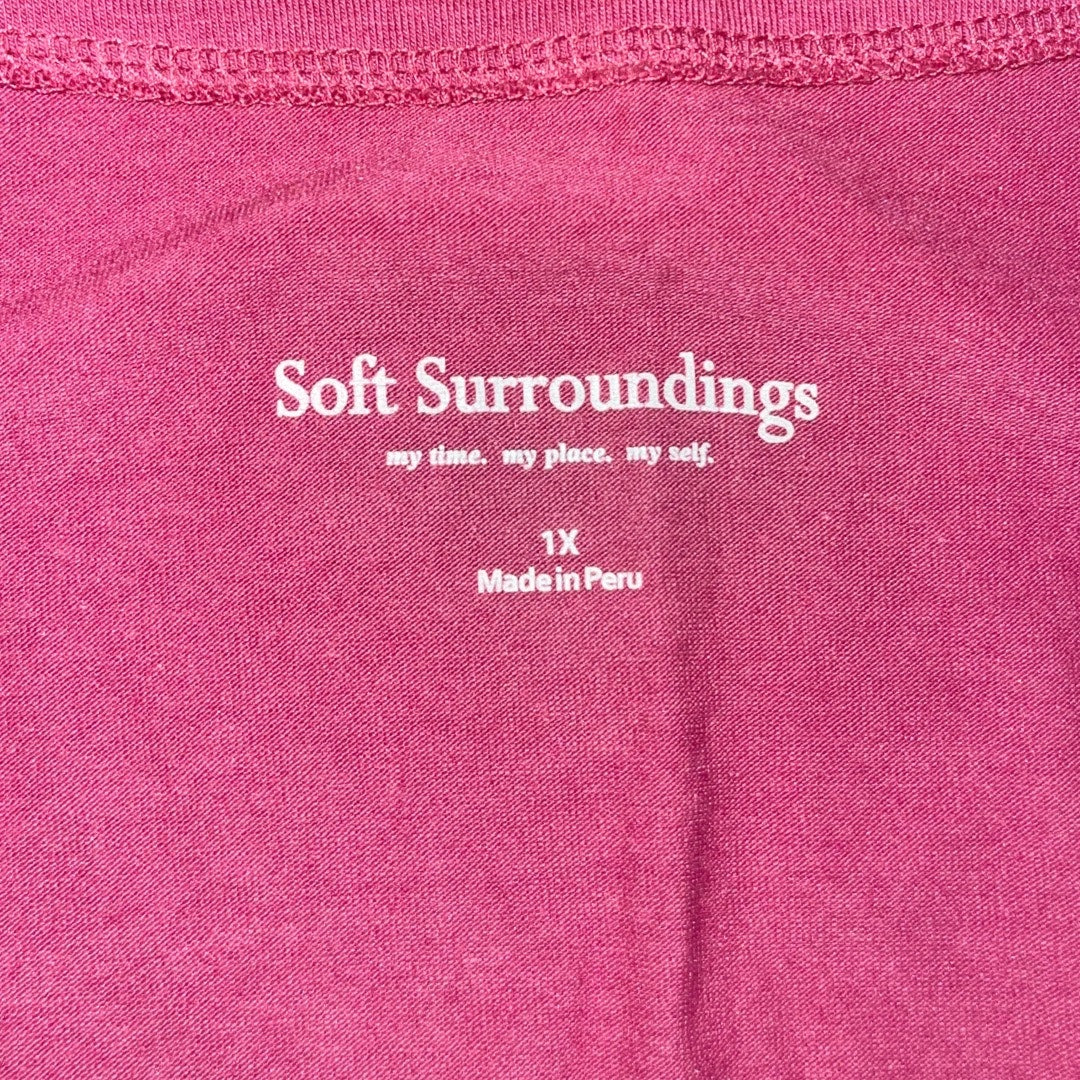 Soft Surroundings
my time. my place. my self.
1X
Made in Peru